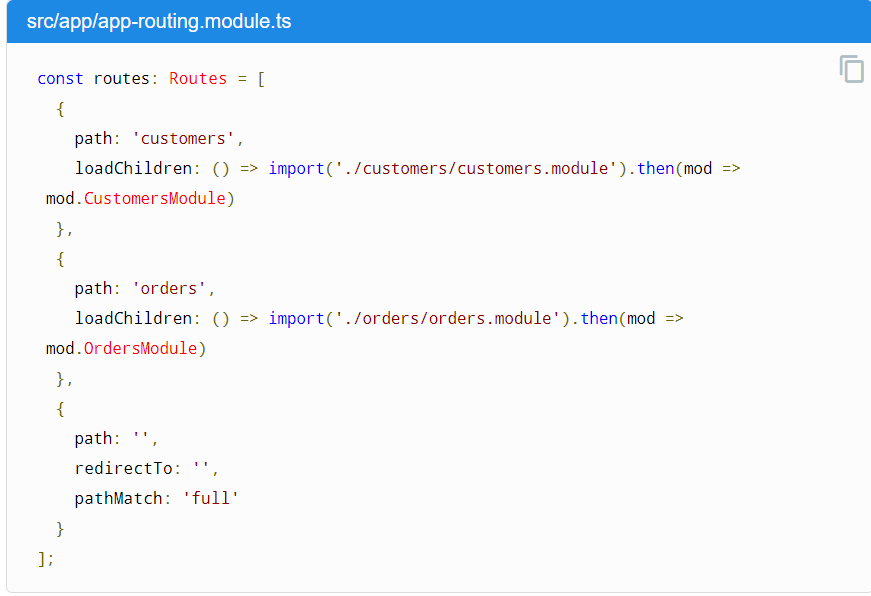 src/app/app-routing.module.ts
const routes: Routes = [
  {
    path: 'customers',
    loadChildren: () => import('./customers/customers.module').then(mod =>
mod.CustomersModule)
  },
  {
    path: 'orders',
    loadChildren: () => import('./orders/orders.module').then(mod =>
mod.OrdersModule)
  },
  {
    path: '',
    redirectTo: '',
    pathMatch: 'full'
  }
];